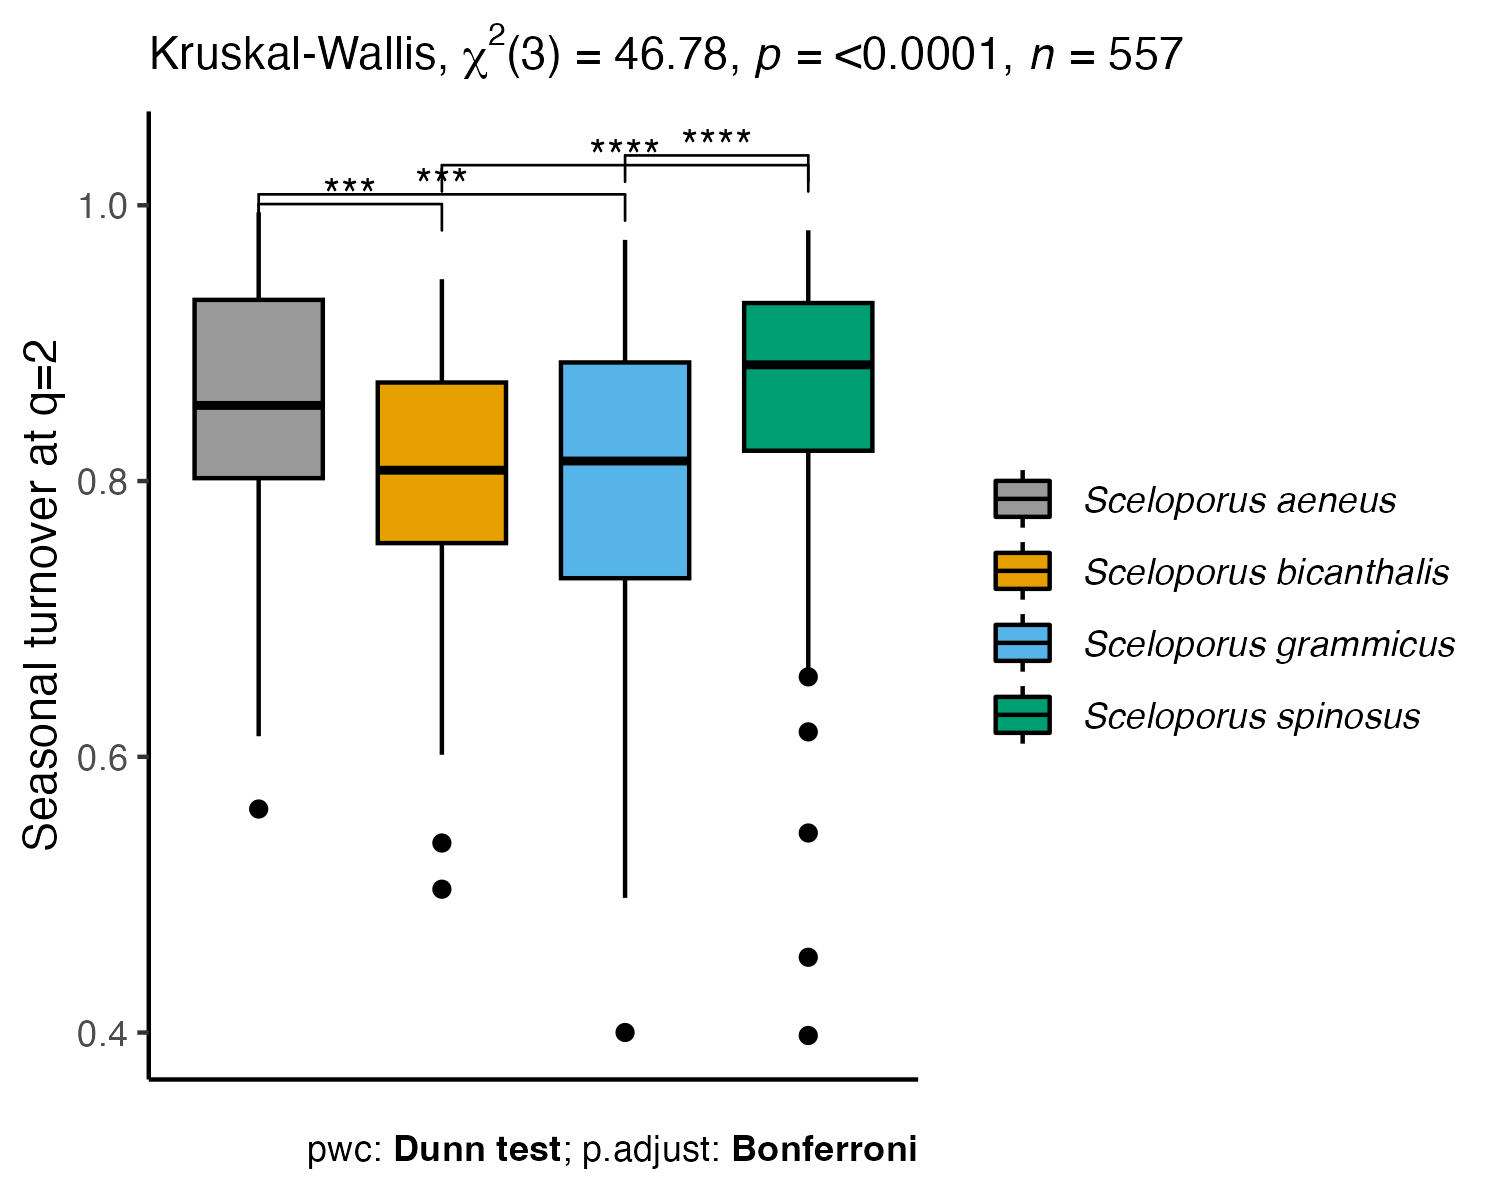 Kruskal-Wallis, χ²(3) = 46.78, p = <0.0001, n = 557
**** ****
*** ***
1.0
0.8
0.6
0.4
Seasonal turnover at q=2
Sceloporus aeneus
Sceloporus bicanthalis
Sceloporus grammicus
Sceloporus spinosus
pwc: Dunn test; p.adjust: Bonferroni